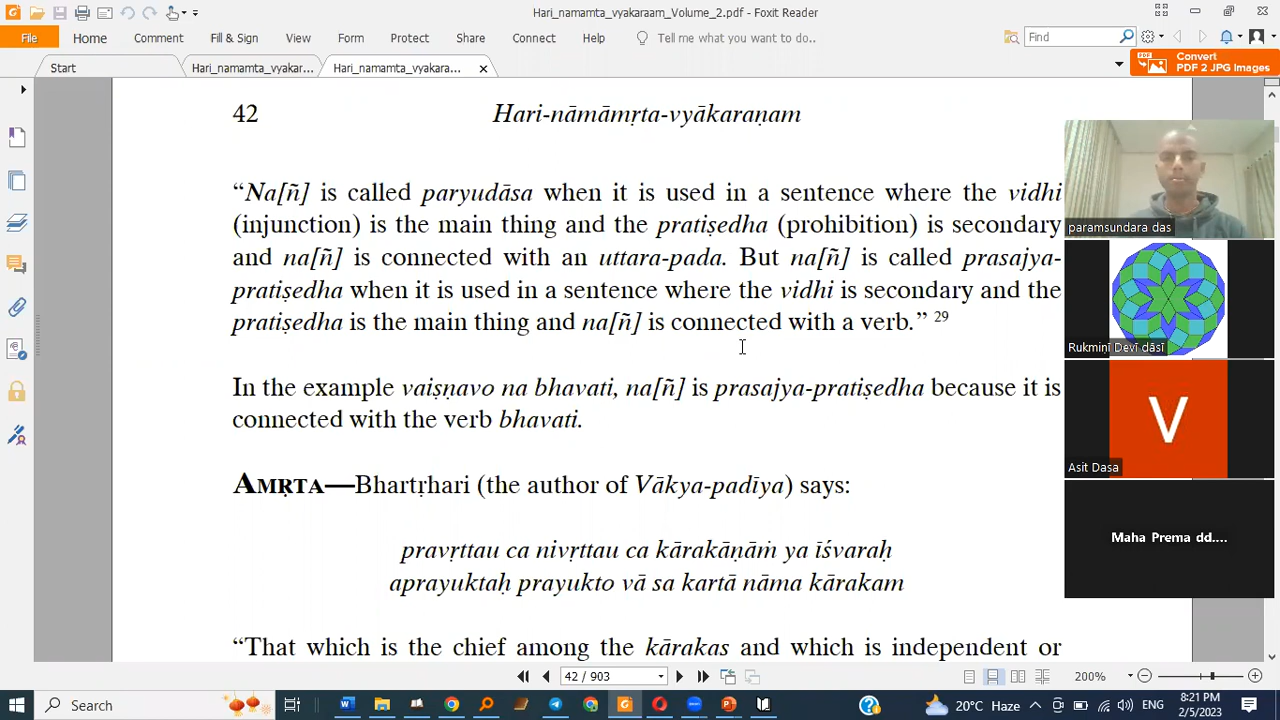 Hari_namamta_vyakaraam_Volume_2.pdf - Foxit Reader
File Home Comment Fill & Sign View Form Protect Share Connect Help Tell me what you want to do.. Find
Start Hari_namamta_vyakar... Hari_namamta_vyakara... Convert
PDF 2 JPG Images
42 Hari-nāmāmṛta-vyākaraṇam
“Na[ñ] is called paryudāsa when it is used in a sentence where the vidhi
(injunction) is the main thing and the pratiṣedha (prohibition) is secondary
and na[ñ] is connected with an uttara-pada. But na[ñ] is called prasajya-
pratiṣedha when it is used in a sentence where the vidhi is secondary and the
pratiṣedha is the main thing and na[ñ] is connected with a verb.” 29
In the example vaiṣṇavo na bhavati, na[ñ] is prasajya-pratiṣedha because it is
connected with the verb bhavati.
AMṚTA—Bhartṛhari (the author of Vākya-padīya) says:
pravṛttau ca nivṛttau ca kārakāṇāṁ ya īśvaraḥ
aprayuktaḥ prayukto vā sa kartā nāma kārakam
“That which is the chief among the kārakas and which is independent or
paramsundara das
Rukmiṇī Devī dāsī
V
Asit Dasa
Maha Prema dd....
42 / 903 200%
Search 20°C Haze 8:21 PM
2/5/2023